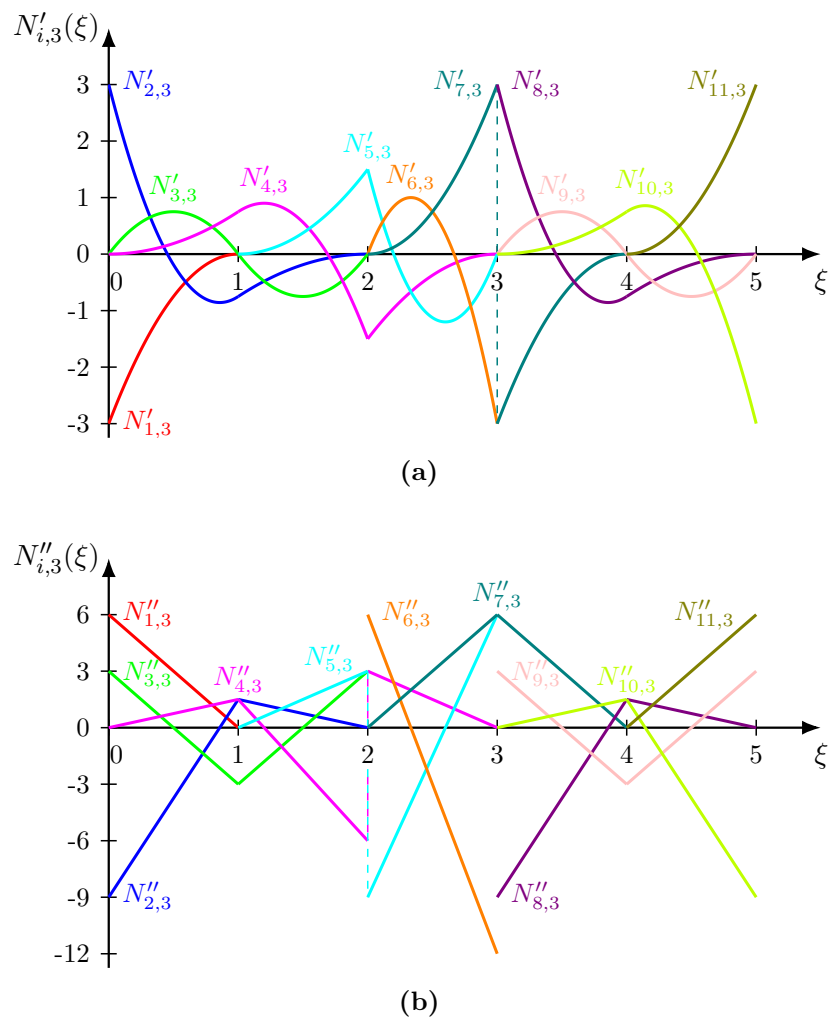 N′_{i,3}(ξ)
3 N′_{2,3} N′_{7,3} N′_{8,3} N′_{11,3}
2 N′_{5,3}
1 N′_{3,3} N′_{4,3} N′_{6,3} N′_{9,3} N′_{10,3}
0
0 1 2 3 4 5 ξ
-1
-2
-3 N′_{1,3}
(a)
N′′_{i,3}(ξ)
6 N′′_{1,3} N′′_{6,3} N′′_{7,3} N′′_{11,3}
3 N′′_{3,3} N′′_{4,3} N′′_{5,3} N′′_{9,3} N′′_{10,3}
0
0 1 2 3 4 5 ξ
-3
-6
-9 N′′_{2,3} N′′_{8,3}
-12
(b)